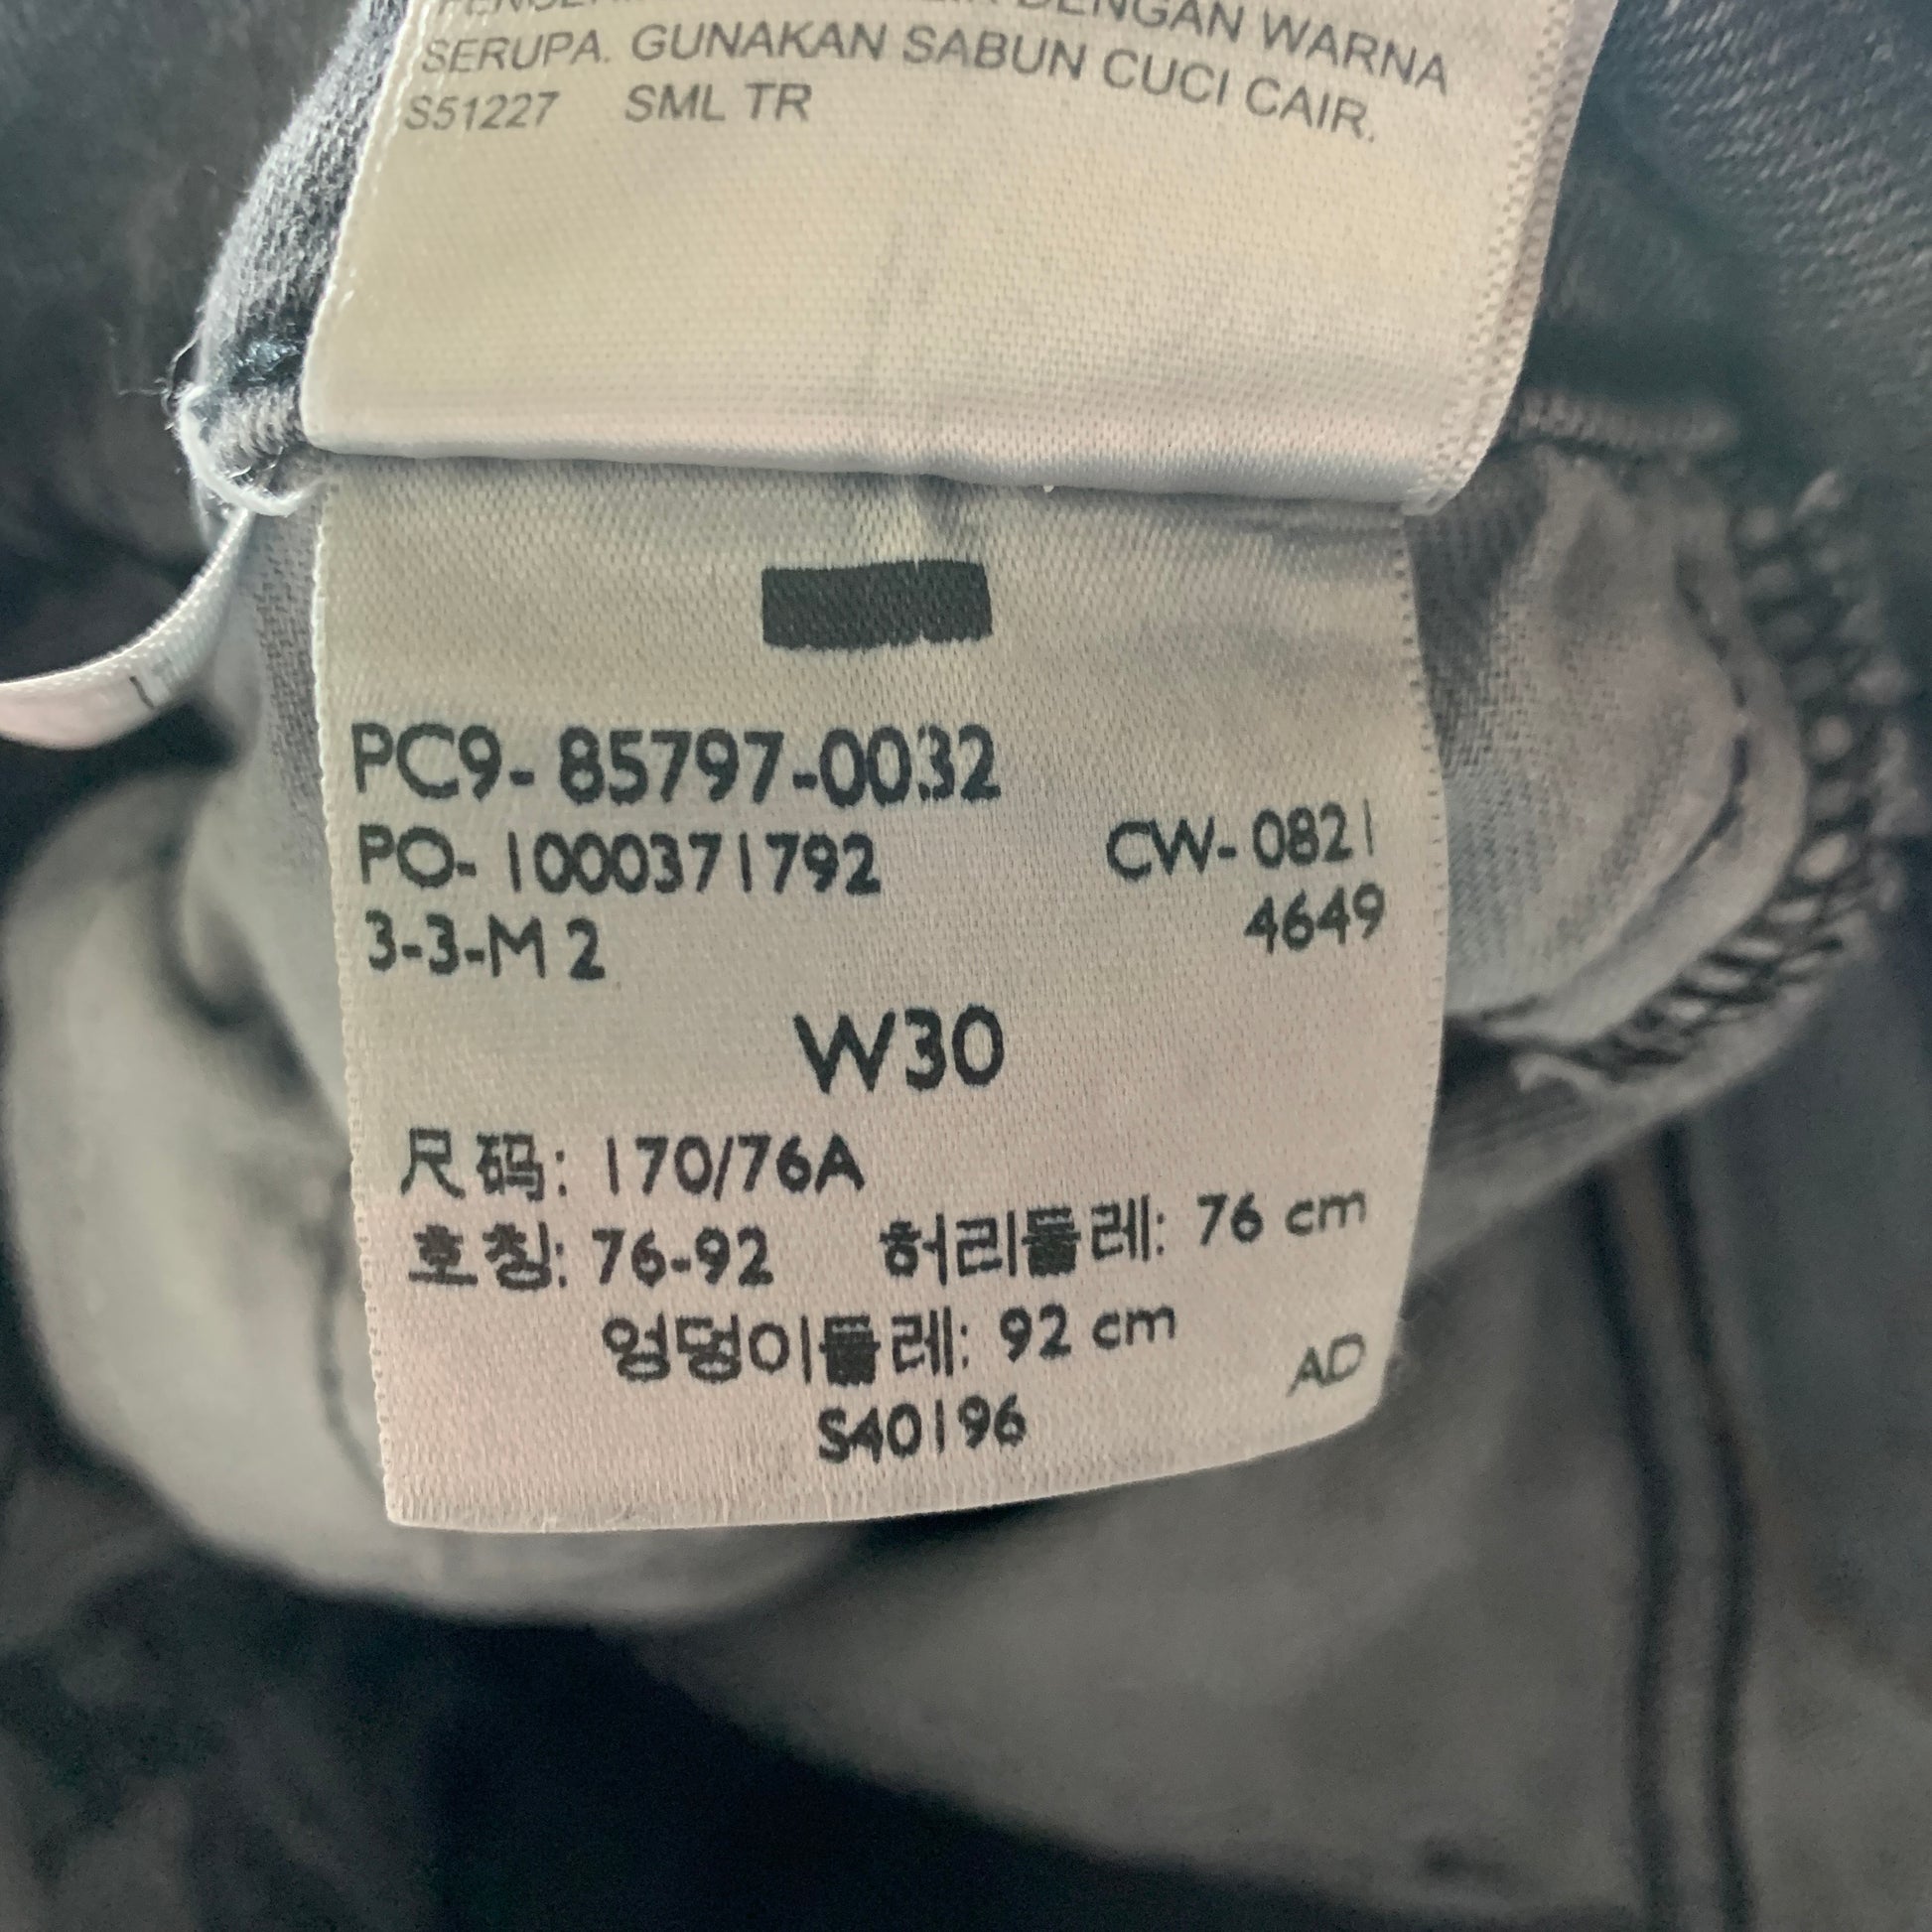 DENGAN WARNA
SERUPA. GUNAKAN SABUN CUCI CAIR.
S51227 SML TR
PC9-85797-0032
PO-1000371792 CW-0821
3-3-M 2 4649
W30
尺码: 170/76A
호칭: 76-92 허리둘레: 76 cm
엉덩이둘레: 92 cm
AD
S40196